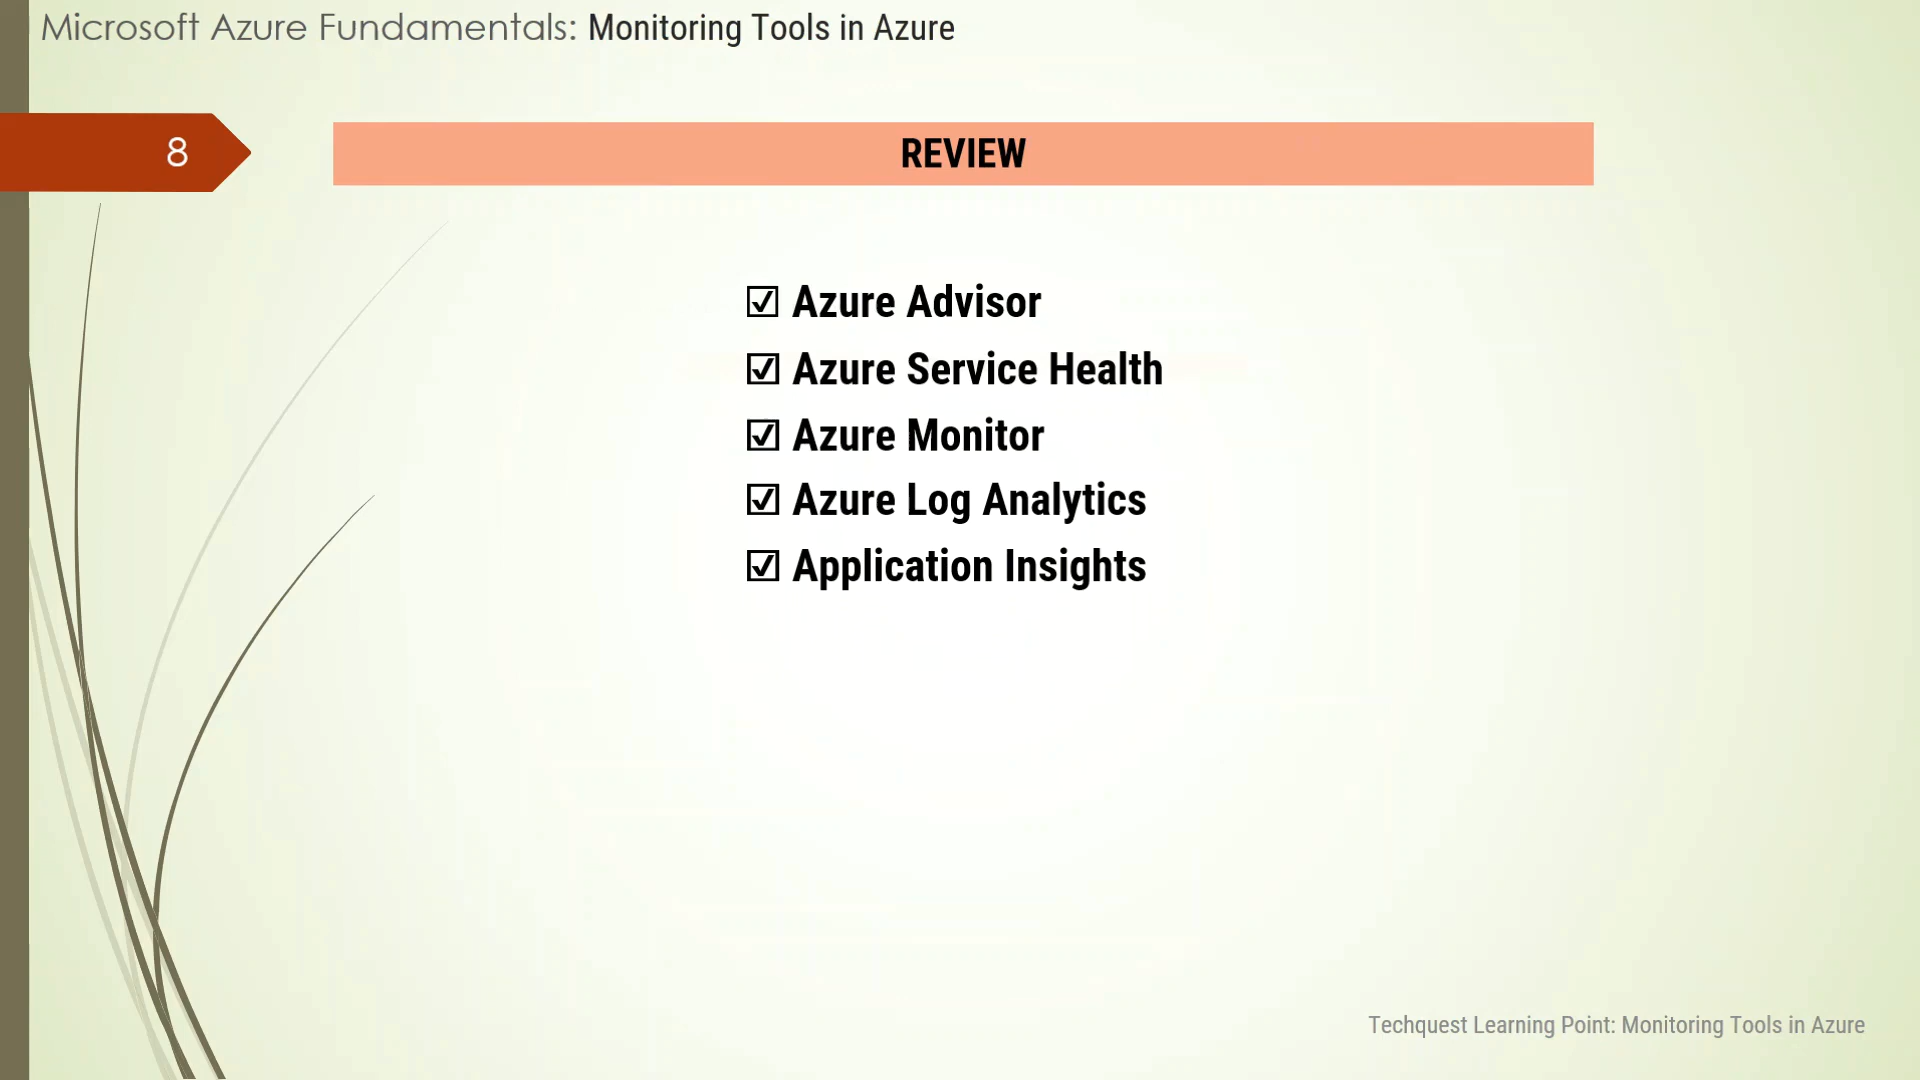 Microsoft Azure Fundamentals: Monitoring Tools in Azure
8
REVIEW
☑ Azure Advisor
☑ Azure Service Health
☑ Azure Monitor
☑ Azure Log Analytics
☑ Application Insights
Techquest Learning Point: Monitoring Tools in Azure